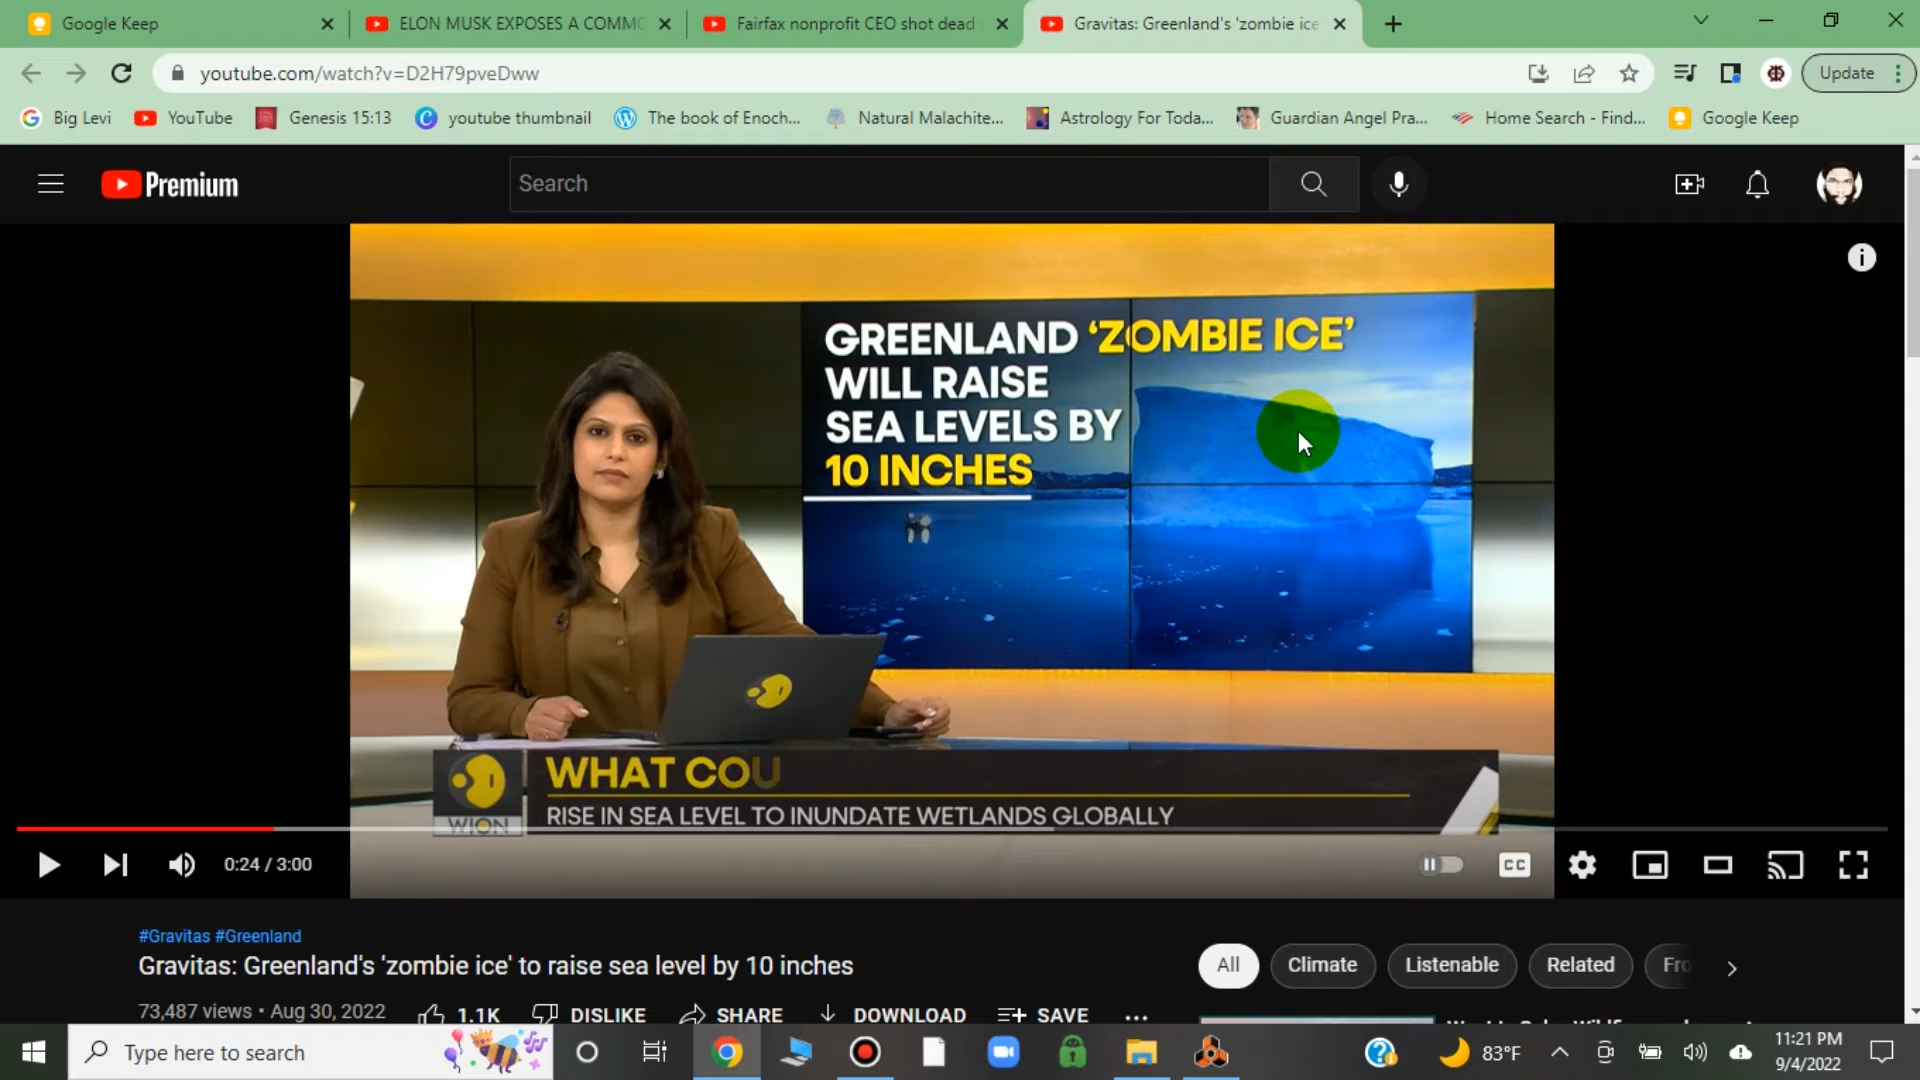 Google Keep
ELON MUSK EXPOSES A COMMO
Fairfax nonprofit CEO shot dead
Gravitas: Greenland's 'zombie ice
youtube.com/watch?v=D2H79pveDww
Update
Big Levi
YouTube
Genesis 15:13
youtube thumbnail
The book of Enoch...
Natural Malachite...
Astrology For Toda...
Guardian Angel Pra...
Home Search - Find...
Google Keep
Premium
Search
GREENLAND ‘ZOMBIE ICE’
WILL RAISE
SEA LEVELS BY
10 INCHES
WHAT COU
RISE IN SEA LEVEL TO INUNDATE WETLANDS GLOBALLY
WION
0:24 / 3:00
CC
#Gravitas #Greenland
Gravitas: Greenland's 'zombie ice' to raise sea level by 10 inches
All
Climate
Listenable
Related
Fro
73,487 views • Aug 30, 2022
1.1K
DISLIKE
SHARE
DOWNLOAD
SAVE
Type here to search
83°F
11:21 PM
9/4/2022